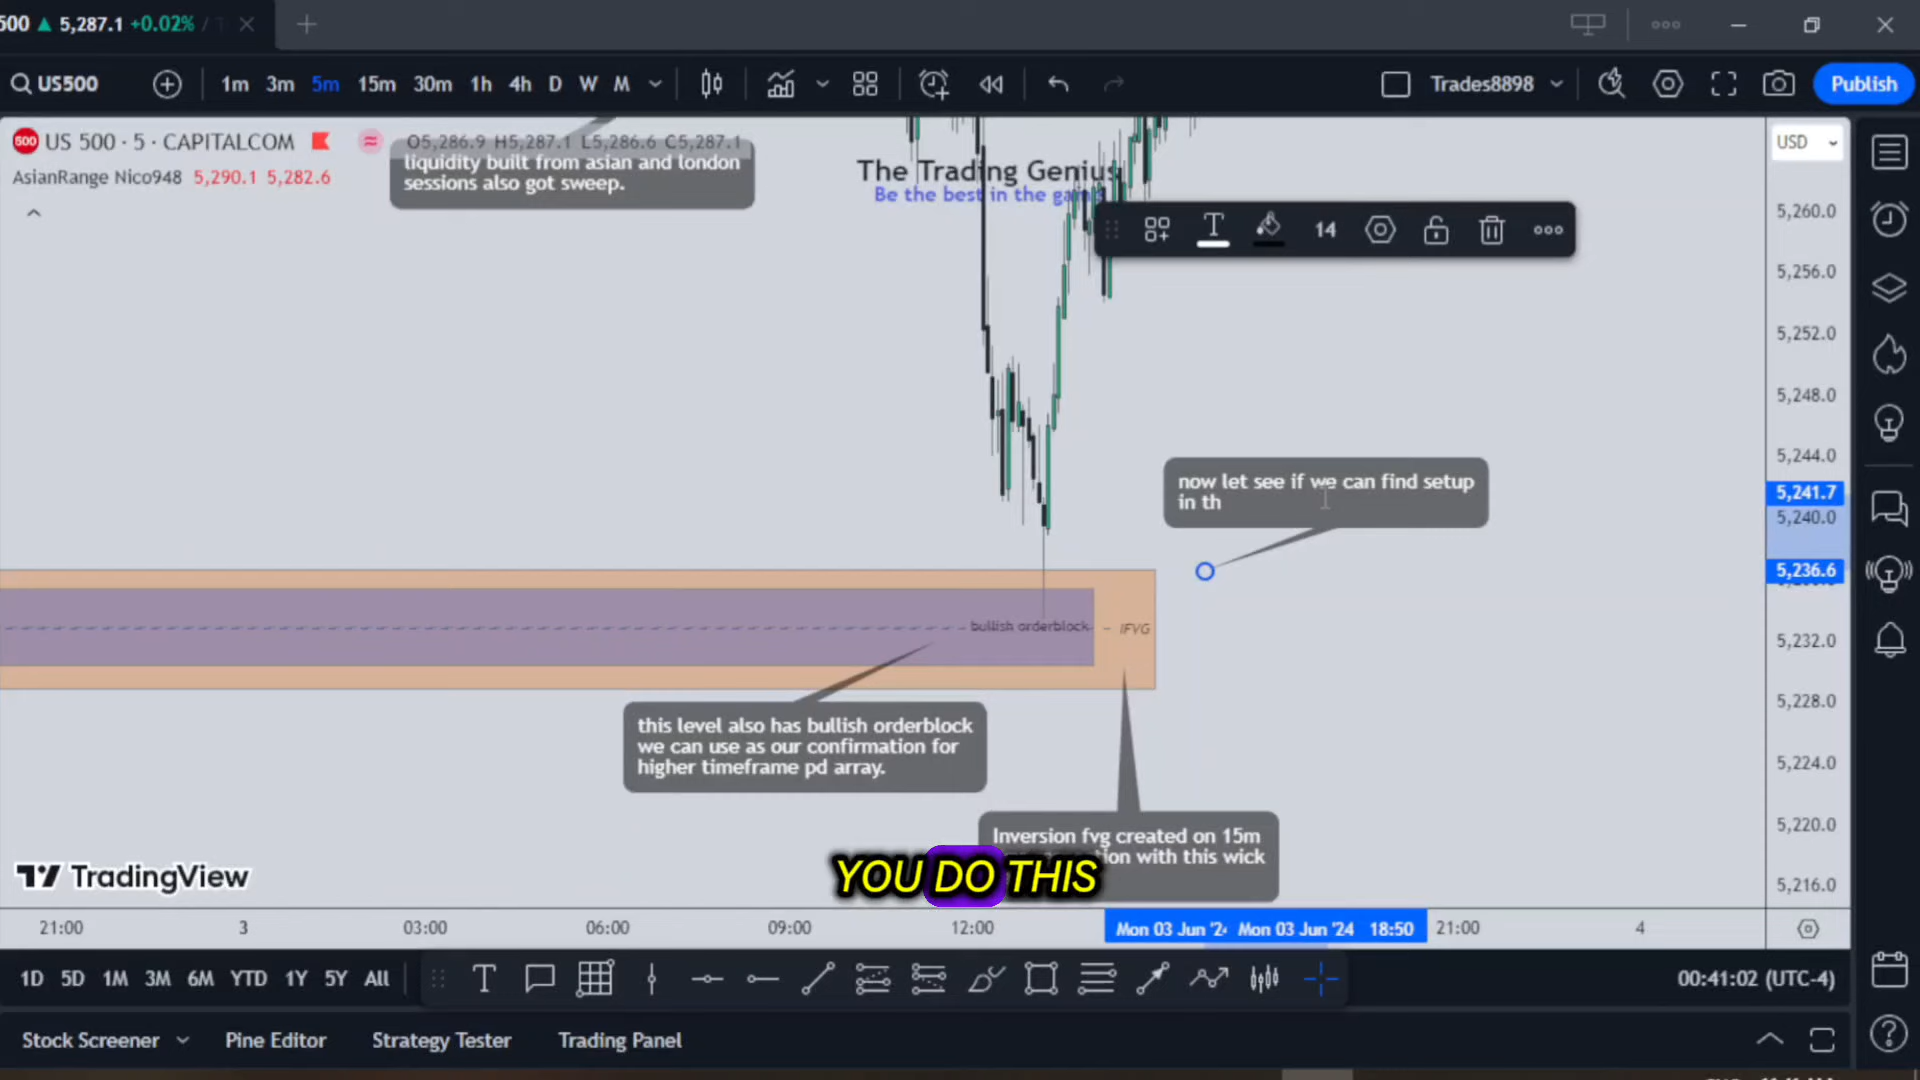 500 ▲ 5,287.1 +0.02% /
US500
1m 3m 5m 15m 30m 1h 4h D W M
Trades8898
Publish
US 500 · 5 · CAPITALCOM
O5,286.9 H5,287.1 L5,286.6 C5,287.1
AsianRange Nico948 5,290.1 5,282.6
liquidity built from asian and london
sessions also got sweep.
The Trading Genius
Be the best in the game
14
USD
5,260.0
5,256.0
5,252.0
5,248.0
5,244.0
5,241.7
5,240.0
5,236.6
5,232.0
5,228.0
5,224.0
5,220.0
5,216.0
now let see if we can find setup
in th
bullish orderblock
IFVG
this level also has bullish orderblock
we can use as our confirmation for
higher timeframe pd array.
Inversion fvg created on 15m
with this wick
YOU DO THIS
TradingView
21:00 3 03:00 06:00 09:00 12:00 Mon 03 Jun '24 Mon 03 Jun '24 18:50 21:00 4
1D 5D 1M 3M 6M YTD 1Y 5Y All
00:41:02 (UTC-4)
Stock Screener Pine Editor Strategy Tester Trading Panel